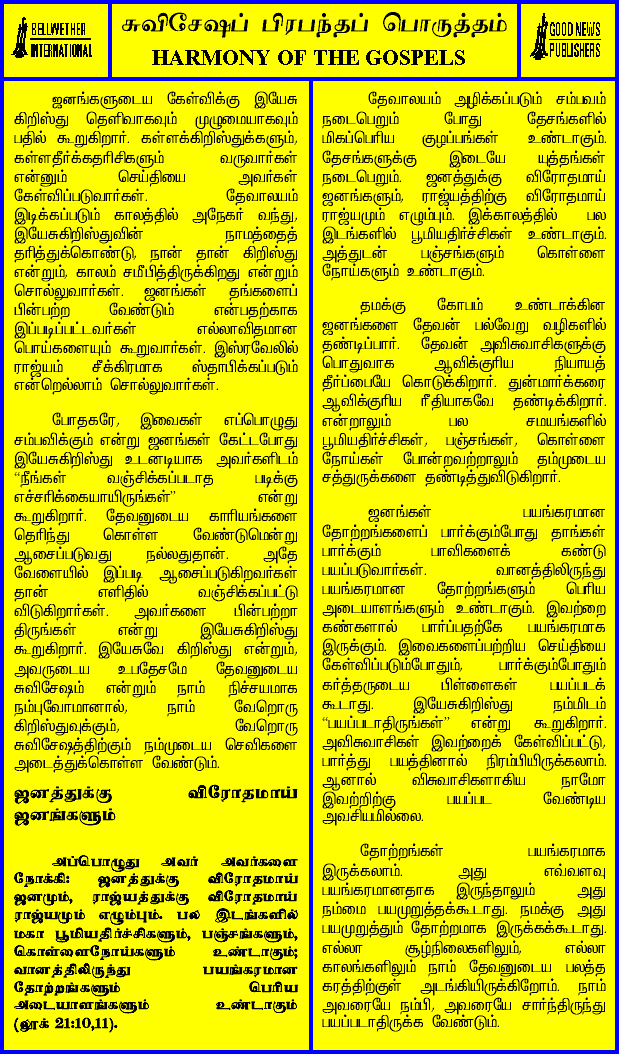 BELLWETHER
INTERNATIONAL
சுவிசேஷப் பிரபந்தப் பொருத்தம்
HARMONY OF THE GOSPELS
GOOD NEWS
PUBLISHERS
ஜனங்களுடைய கேள்விக்கு இயேசு
கிறிஸ்து தெளிவாகவும் முழுமையாகவும்
பதில் கூறுகிறார். கள்ளக்கிறிஸ்துக்களும்,
கள்ளதீர்க்கதரிசிகளும் வருவார்கள்
என்னும் செய்தியை அவர்கள்
கேள்விப்படுவார்கள். தேவாலயம்
இடிக்கப்படும் காலத்தில் அநேகர் வந்து,
இயேசுகிறிஸ்துவின் நாமத்தைத்
தரித்துக்கொண்டு, நான் தான் கிறிஸ்து
என்றும், காலம் சமீபித்திருக்கிறது என்றும்
சொல்லுவார்கள். ஜனங்கள் தங்களைப்
பின்பற்ற வேண்டும் என்பதற்காக
இப்படிப்பட்டவர்கள் எல்லாவிதமான
பொய்களையும் கூறுவார்கள். இஸ்ரவேலில்
ராஜ்யம் சீக்கிரமாக ஸ்தாபிக்கப்படும்
என்றெல்லாம் சொல்லுவார்கள்.
போதகரே, இவைகள் எப்பொழுது
சம்பவிக்கும் என்று ஜனங்கள் கேட்டபோது
இயேசுகிறிஸ்து உடனடியாக அவர்களிடம்
“நீங்கள் வஞ்சிக்கப்படாத படிக்கு
எச்சரிக்கையாயிருங்கள்” என்று
கூறுகிறார். தேவனுடைய காரியங்களை
தெரிந்து கொள்ள வேண்டுமென்று
ஆசைப்படுவது நல்லதுதான். அதே
வேளையில் இப்படி ஆசைப்படுகிறவர்கள்
தான் எளிதில் வஞ்சிக்கப்பட்டு
விடுகிறார்கள். அவர்களை பின்பற்றா
திருங்கள் என்று இயேசுகிறிஸ்து
கூறுகிறார். இயேசுவே கிறிஸ்து என்றும்,
அவருடைய உபதேசமே தேவனுடைய
சுவிசேஷம் என்றும் நாம் நிச்சயமாக
நம்புவோமானால், நாம் வேறொரு
கிறிஸ்துவுக்கும், வேறொரு
சுவிசேஷத்திற்கும் நம்முடைய செவிகளை
அடைத்துக்கொள்ள வேண்டும்.
ஜனத்துக்கு விரோதமாய்
ஜனங்களும்
அப்பொழுது அவர் அவர்களை
நோக்கி: ஜனத்துக்கு விரோதமாய்
ஜனமும், ராஜ்யத்துக்கு விரோதமாய்
ராஜ்யமும் எழும்பும். பல இடங்களில்
மகா பூமியதிர்ச்சிகளும், பஞ்சங்களும்,
கொள்ளைநோய்களும் உண்டாகும்;
வானத்திலிருந்து பயங்கரமான
தோற்றங்களும் பெரிய
அடையாளங்களும் உண்டாகும்
(லூக் 21:10,11).
தேவாலயம் அழிக்கப்படும் சம்பவம்
நடைபெறும் போது தேசங்களில்
மிகப்பெரிய குழப்பங்கள் உண்டாகும்.
தேசங்களுக்கு இடையே யுத்தங்கள்
நடைபெறும். ஜனத்துக்கு விரோதமாய்
ஜனங்களும், ராஜ்யத்திற்கு விரோதமாய்
ராஜ்யமும் எழும்பும். இக்காலத்தில் பல
இடங்களில் பூமியதிர்ச்சிகள் உண்டாகும்.
அத்துடன் பஞ்சங்களும் கொள்ளை
நோய்களும் உண்டாகும்.
தமக்கு கோபம் உண்டாக்கின
ஜனங்களை தேவன் பல்வேறு வழிகளில்
தண்டிப்பார். தேவன் அவிசுவாசிகளுக்கு
பொதுவாக ஆவிக்குரிய நியாயத்
தீர்ப்பையே கொடுக்கிறார். துன்மார்க்கரை
ஆவிக்குரிய ரீதியாகவே தண்டிக்கிறார்.
என்றாலும் பல சமயங்களில்
பூமியதிர்ச்சிகள், பஞ்சங்கள், கொள்ளை
நோய்கள் போன்றவற்றாலும் தம்முடைய
சத்துருக்களை தண்டித்துவிடுகிறார்.
ஜனங்கள் பயங்கரமான
தோற்றங்களைப் பார்க்கும்போது தாங்கள்
பார்க்கும் பாவிகளைக் கண்டு
பயப்படுவார்கள். வானத்திலிருந்து
பயங்கரமான தோற்றங்களும் பெரிய
அடையாளங்களும் உண்டாகும். இவற்றை
கண்களால் பார்ப்பதற்கே பயங்கரமாக
இருக்கும். இவைகளைப்பற்றிய செய்தியை
கேள்விப்படும்போதும், பார்க்கும்போதும்
கர்த்தருடைய பிள்ளைகள் பயப்படக்
கூடாது. இயேசுகிறிஸ்து நம்மிடம்
“பயப்படாதிருங்கள்” என்று கூறுகிறார்.
அவிசுவாசிகள் இவற்றைக் கேள்விப்பட்டு,
பார்த்து பயத்தினால் நிரம்பியிருக்கலாம்.
ஆனால் விசுவாசிகளாகிய நாமோ
இவற்றிற்கு பயப்பட வேண்டிய
அவசியமில்லை.
தோற்றங்கள் பயங்கரமாக
இருக்கலாம். அது எவ்வளவு
பயங்கரமானதாக இருந்தாலும் அது
நம்மை பயமுறுத்தக்கூடாது. நமக்கு அது
பயமுறுத்தும் தோற்றமாக இருக்கக்கூடாது.
எல்லா சூழ்நிலைகளிலும், எல்லா
காலங்களிலும் நாம் தேவனுடைய பலத்த
கரத்திற்குள் அடங்கியிருக்கிறோம். நாம்
அவரையே நம்பி, அவரையே சார்ந்திருந்து
பயப்படாதிருக்க வேண்டும்.